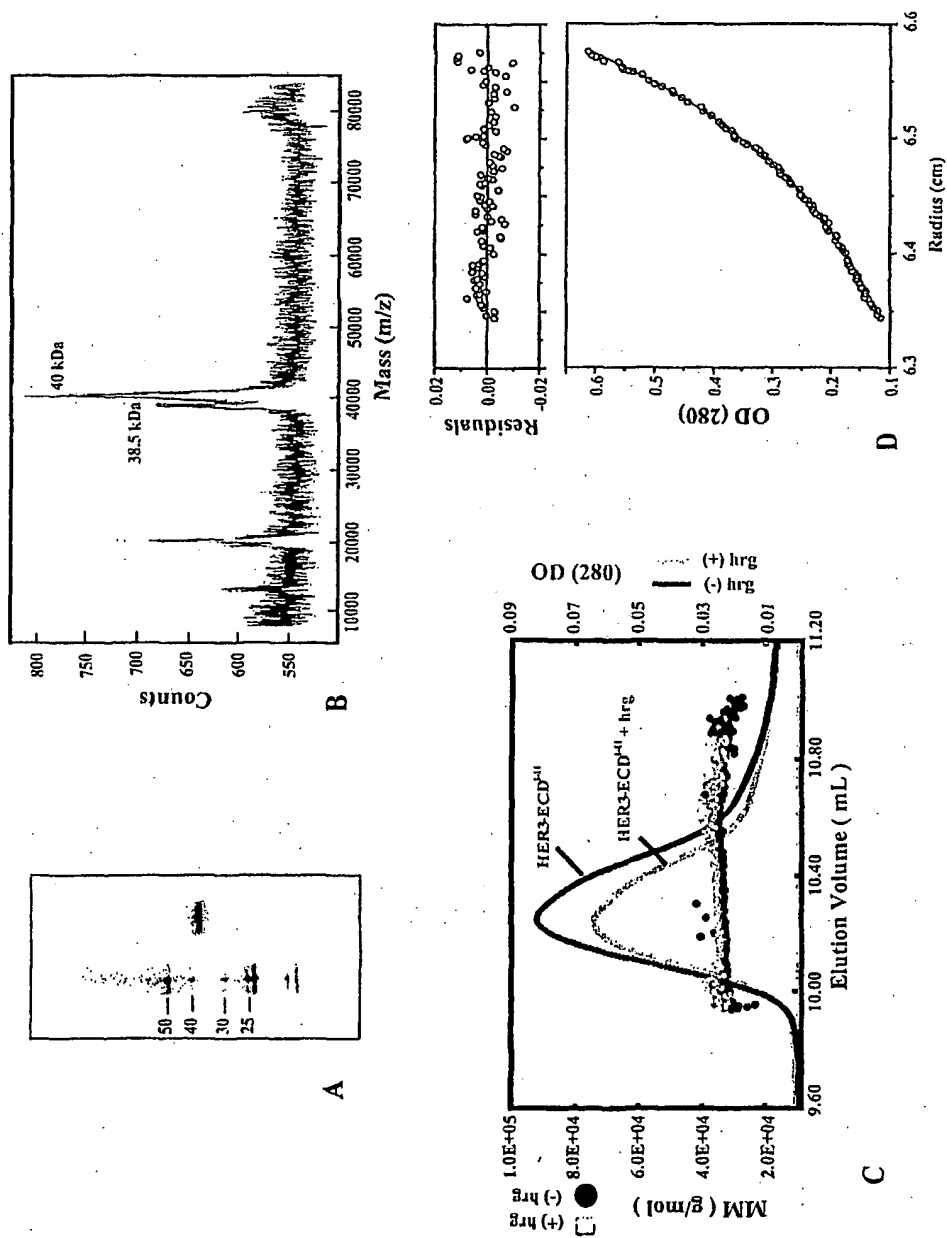 A
50
40
30
25
B
Counts
800
750
700
650
600
550
38.5 kDa
40 kDa
10000
20000
30000
40000
50000
60000
70000
80000
Mass (m/z)
C
(+) hrg
(-) hrg
MM ( g/mol )
1.0E+05
8.0E+04
6.0E+04
4.0E+04
2.0E+04
HER3-ECD
HER3-ECD + hrg
9.60
10.00
10.40
10.80
11.20
Elution Volume ( mL )
0.09
0.07
0.05
0.03
0.01
OD (280)
(-) hrg
(+) hrg
D
Residuals
0.02
0.00
-0.02
OD (280)
0.6
0.5
0.4
0.3
0.2
0.1
6.3
6.4
6.5
6.6
Radius (cm)